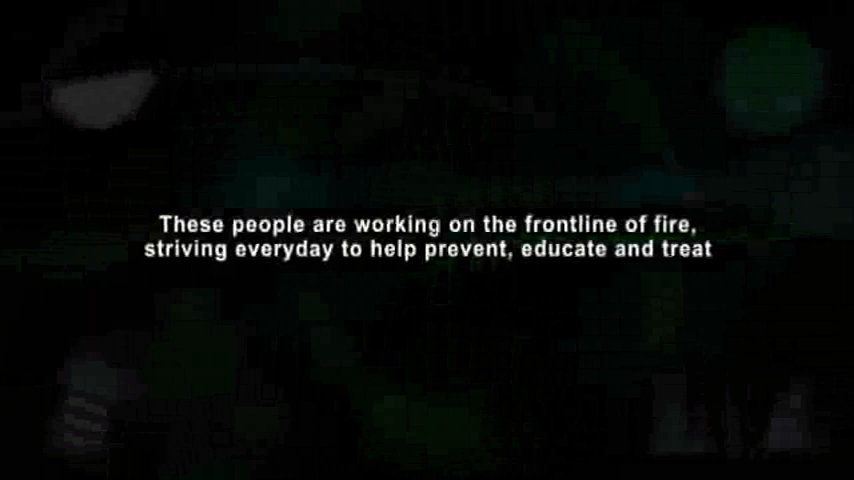 These people are working on the frontline of fire,
striving everyday to help prevent, educate and treat